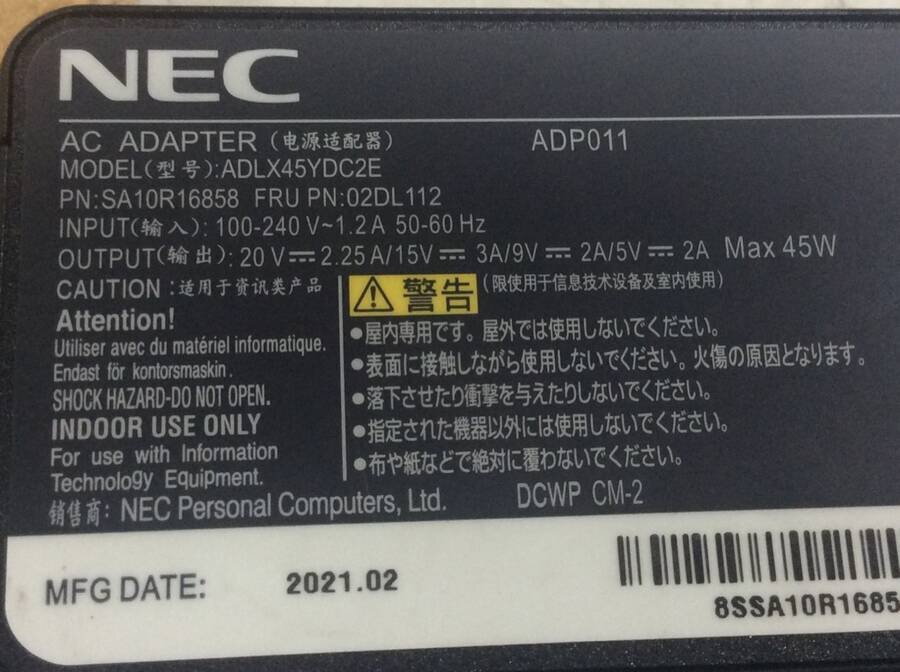 NEC
AC ADAPTER (电源适配器) ADP011
MODEL(型号):ADLX45YDC2E
PN:SA10R16858 FRU PN:02DL112
INPUT(输入): 100-240 V~1.2 A 50-60 Hz
OUTPUT(输出): 20 V⎓ 2.25 A/15V⎓ 3A/9V⎓ 2A/5V⎓ 2A Max 45W
CAUTION :适用于资讯类产品
Attention!
Utiliser avec du matériel informatique.
Endast för kontorsmaskin.
SHOCK HAZARD-DO NOT OPEN.
INDOOR USE ONLY
For use with Information
Technology Equipment.
⚠警告 (限使用于信息技术设备及室内使用)
●屋内専用です。屋外では使用しないでください。
●表面に接触しながら使用しないでください。火傷の原因となります。
●落下させたり衝撃を与えたりしないでください。
●指定された機器以外には使用しないでください。
●布や紙などで絶対に覆わないでください。
销售商: NEC Personal Computers, Ltd. DCWP CM-2
MFG DATE: 2021.02
8SSA10R1685